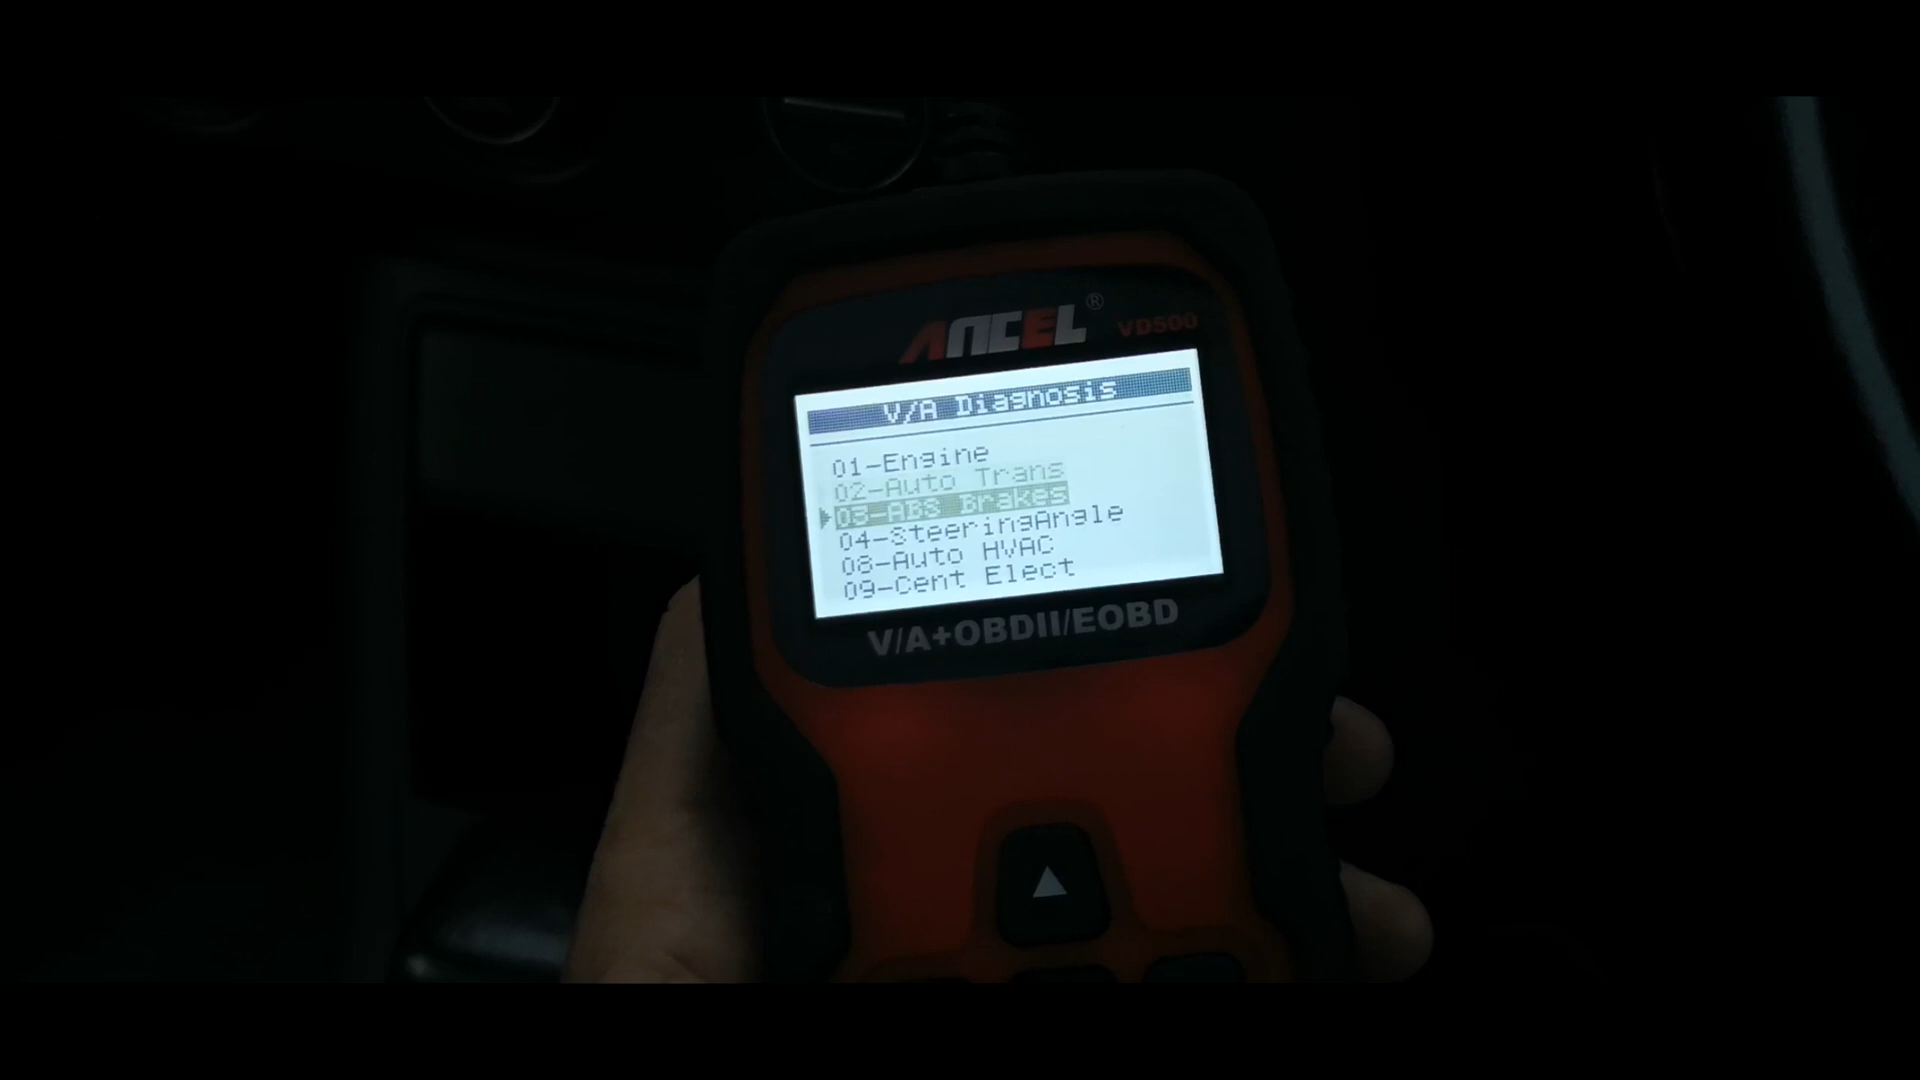 ANCEL® VD500
V/A Diagnosis
01-Engine
02-Auto Trans
03-ABS Brakes
04-SteeringAngle
08-Auto HVAC
09-Cent Elect
V/A+OBDII/EOBD